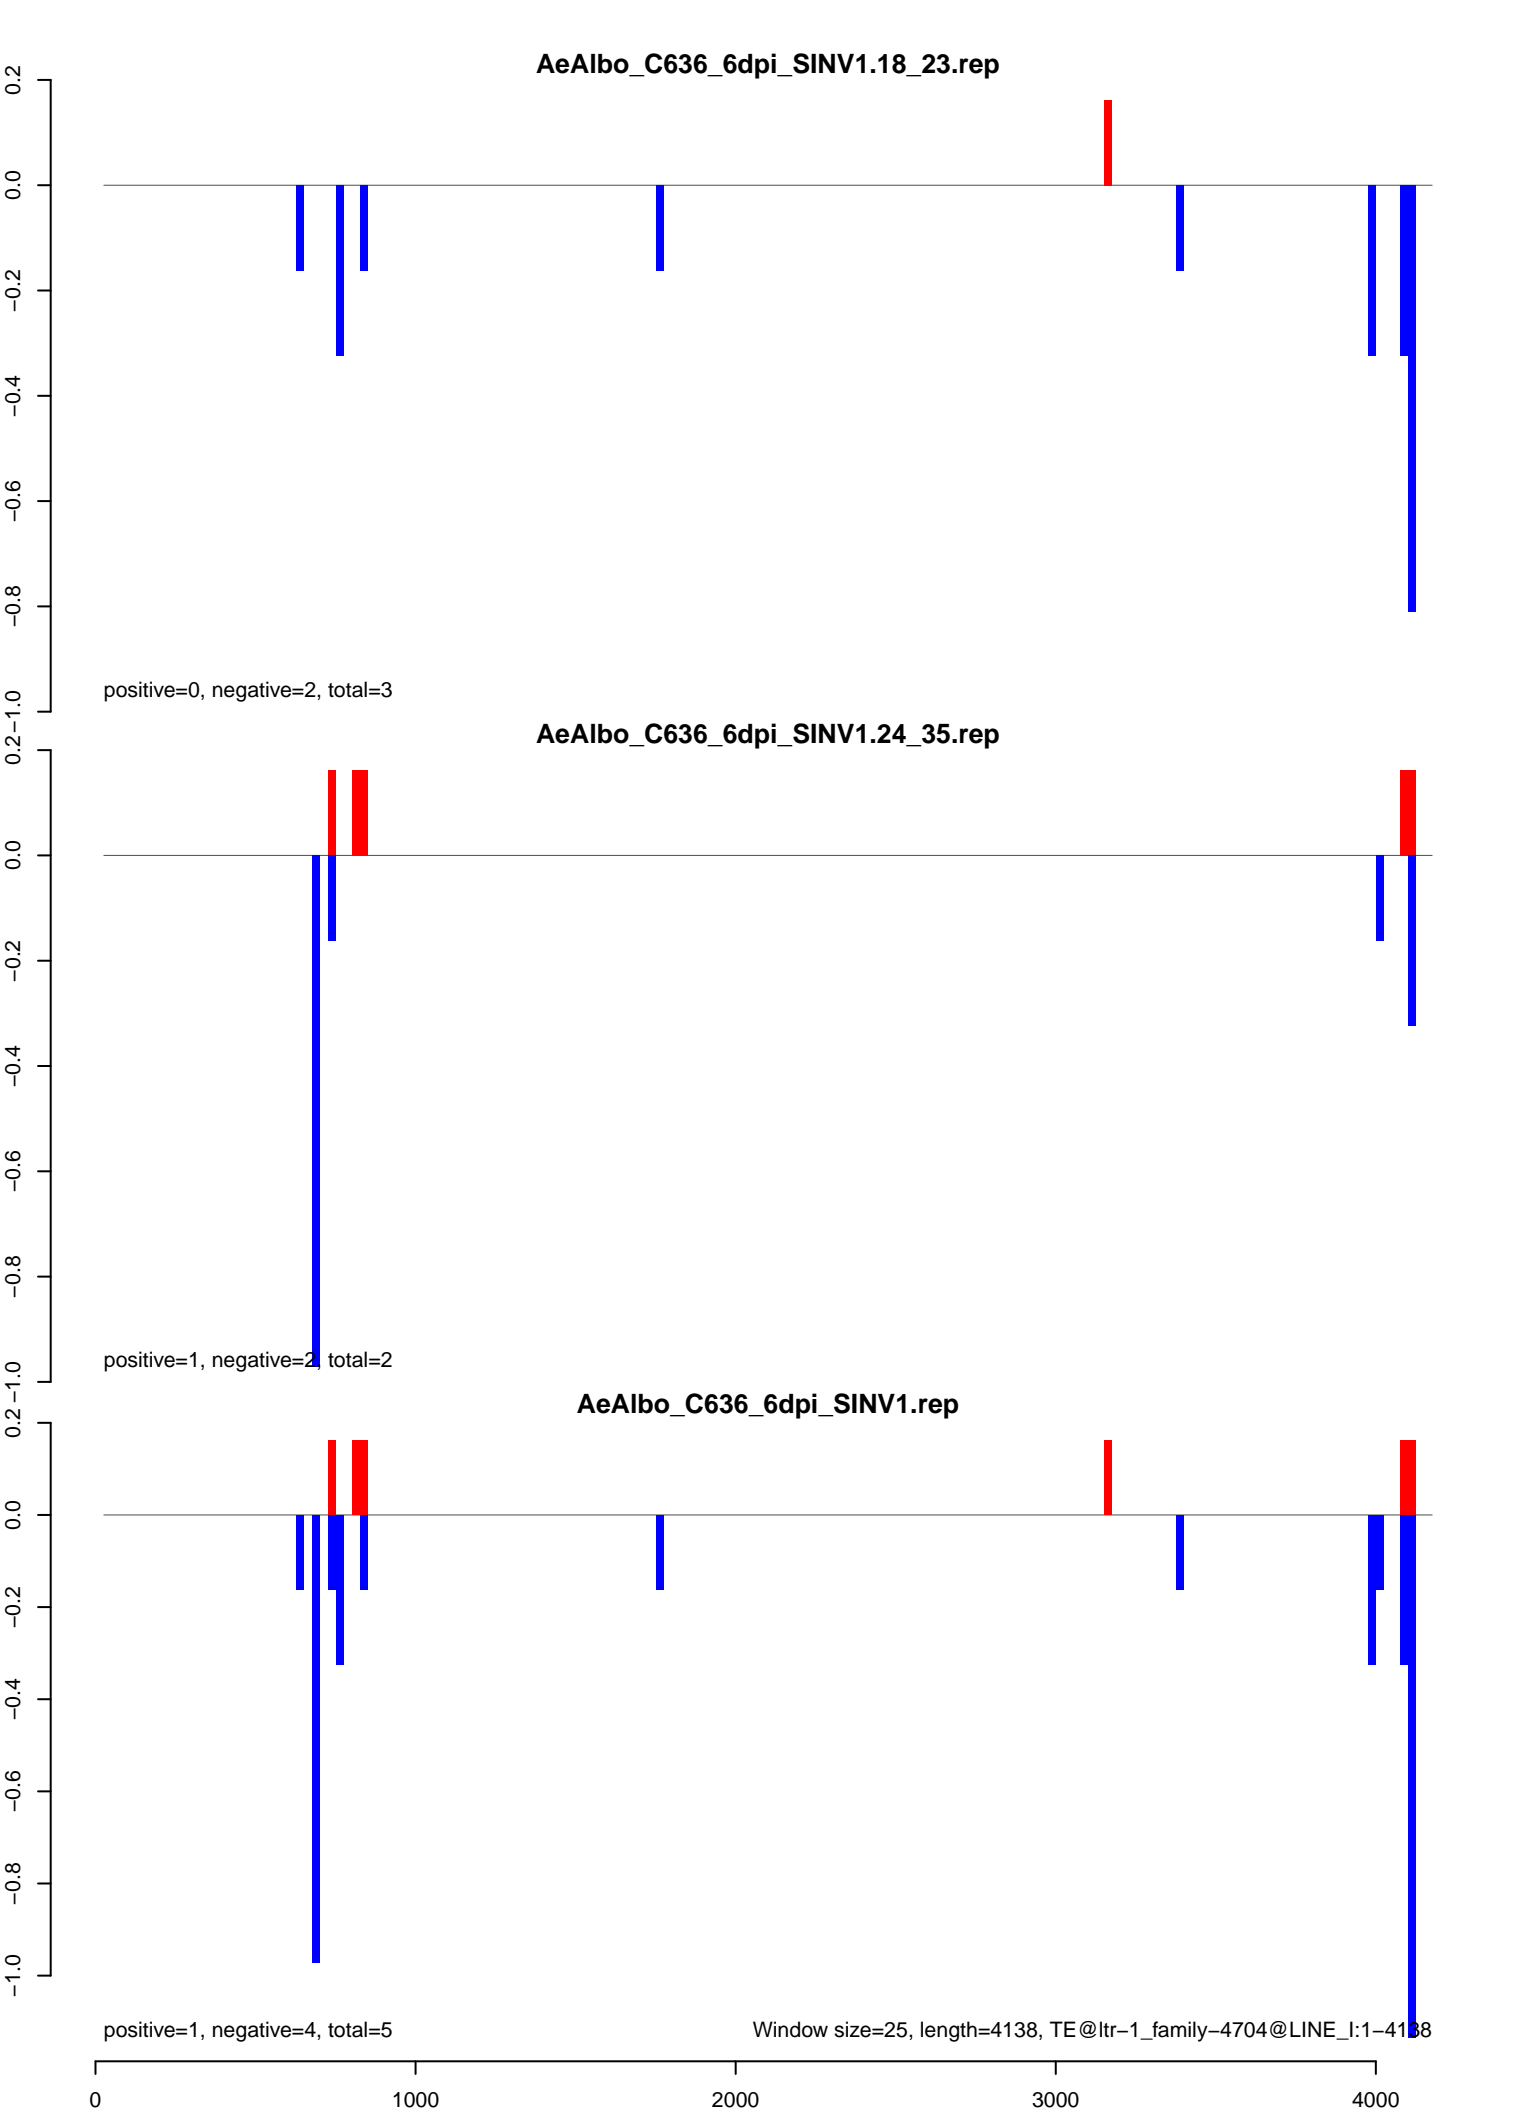 AeAlbo_C636_6dpi_SINV1.18_23.rep
0.2
0.0
−0.2
−0.4
−0.6
−0.8
−1.0
positive=0, negative=2, total=3
AeAlbo_C636_6dpi_SINV1.24_35.rep
0.2
0.0
−0.2
−0.4
−0.6
−0.8
−1.0
positive=1, negative=2, total=2
AeAlbo_C636_6dpi_SINV1.rep
0.2
0.0
−0.2
−0.4
−0.6
−0.8
−1.0
positive=1, negative=4, total=5
Window size=25, length=4138, TE@ltr−1_family−4704@LINE_I:1−4138
0 1000 2000 3000 4000